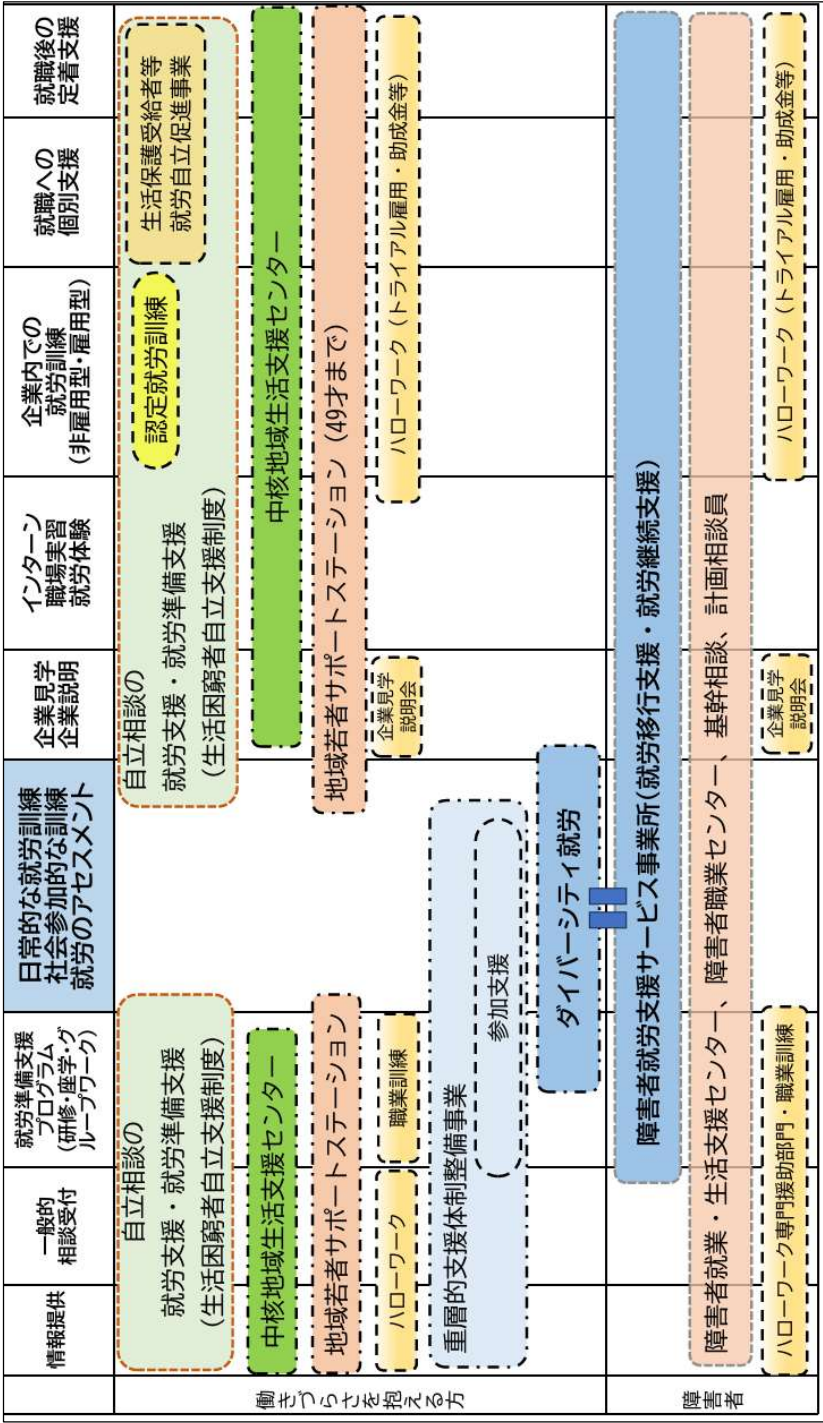 情報提供
一般的
相談受付
就労準備支援
プログラム
(研修・座学・グ
ループワーク)
日常的な就労訓練
社会参加的な訓練
就労のアセスメント
企業見学
企業説明
インターン
職場実習
就労体験
企業内での
就労訓練
(非雇用型・雇用型)
就職への
個別支援
就職後の
定着支援
働きづらさを抱える方
自立相談の
就労支援・就労準備支援
(生活困窮者自立支援制度)
自立相談の
就労支援・就労準備支援
(生活困窮者自立支援制度)
認定就労訓練
生活保護受給者等
就労自立促進事業
中核地域生活支援センター
中核地域生活支援センター
地域若者サポートステーション
地域若者サポートステーション(49才まで)
ハローワーク
職業訓練
企業見学
説明会
ハローワーク(トライアル雇用・助成金等)
重層的支援体制整備事業
参加支援
ダイバーシティ就労
障害者
障害者就労支援サービス事業所(就労移行支援・就労継続支援)
障害者就業・生活支援センター、障害者職業センター、基幹相談、計画相談員
ハローワーク専門援助部門・職業訓練
企業見学
説明会
ハローワーク(トライアル雇用・助成金等)